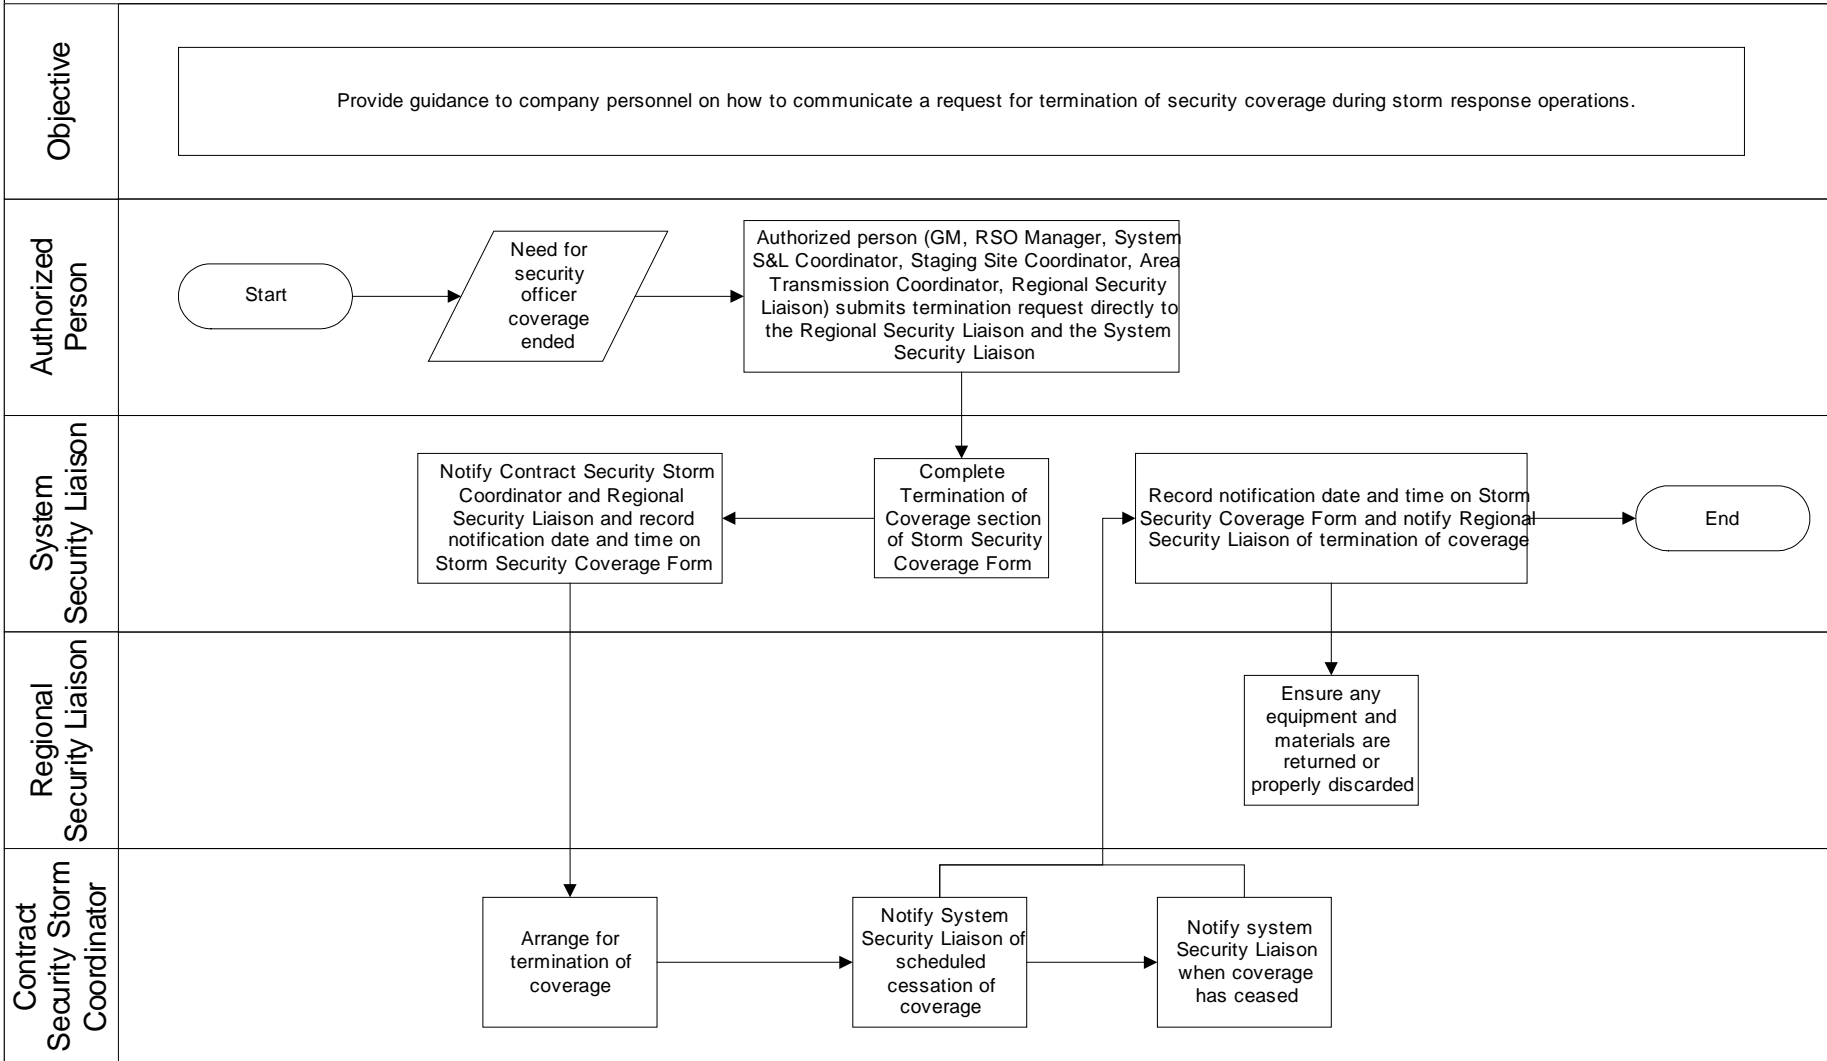 Objective
Provide guidance to company personnel on how to communicate a request for termination of security coverage during storm response operations.
Authorized
Person
Start
Need for
security
officer
coverage
ended
Authorized person (GM, RSO Manager, System
S&L Coordinator, Staging Site Coordinator, Area
Transmission Coordinator, Regional Security
Liaison) submits termination request directly to
the Regional Security Liaison and the System
Security Liaison
System
Security Liaison
Notify Contract Security Storm
Coordinator and Regional
Security Liaison and record
notification date and time on
Storm Security Coverage Form
Complete
Termination of
Coverage section
of Storm Security
Coverage Form
Record notification date and time on Storm
Security Coverage Form and notify Regional
Security Liaison of termination of coverage
End
Regional
Security Liaison
Ensure any
equipment and
materials are
returned or
properly discarded
Contract
Security Storm
Coordinator
Arrange for
termination of
coverage
Notify System
Security Liaison of
scheduled
cessation of
coverage
Notify system
Security Liaison
when coverage
has ceased